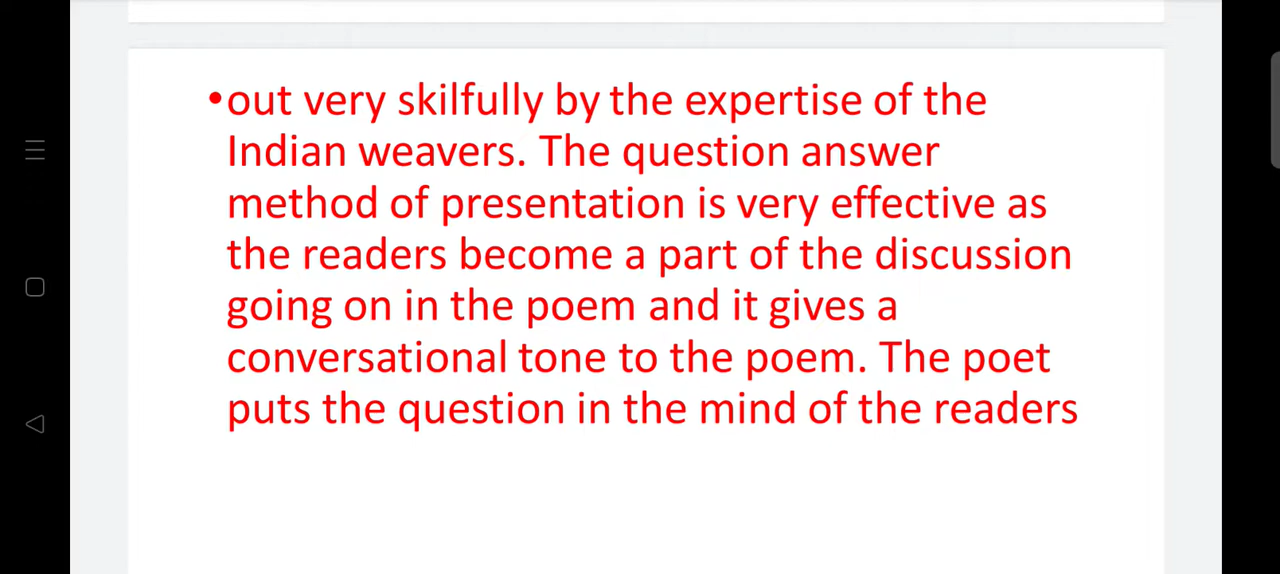 •out very skilfully by the expertise of the
Indian weavers. The question answer
method of presentation is very effective as
the readers become a part of the discussion
going on in the poem and it gives a
conversational tone to the poem. The poet
puts the question in the mind of the readers